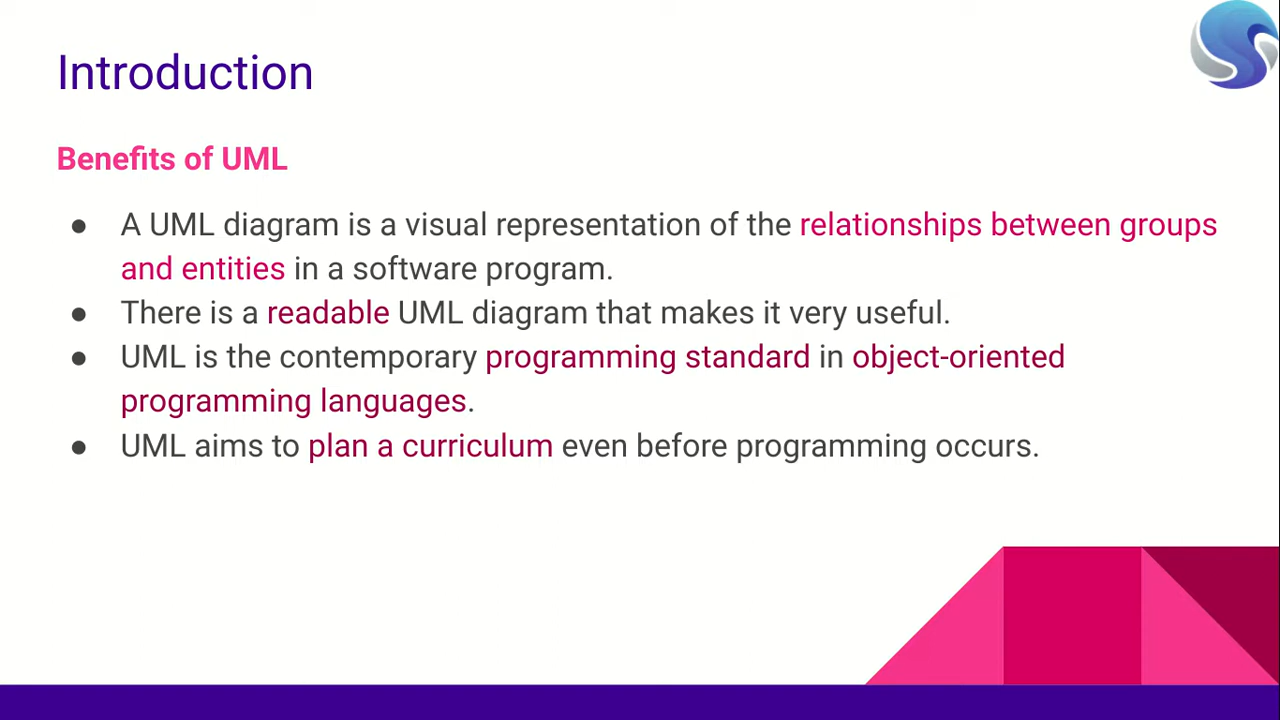 Introduction
Benefits of UML
● A UML diagram is a visual representation of the relationships between groups
and entities in a software program.
● There is a readable UML diagram that makes it very useful.
● UML is the contemporary programming standard in object-oriented
programming languages.
● UML aims to plan a curriculum even before programming occurs.